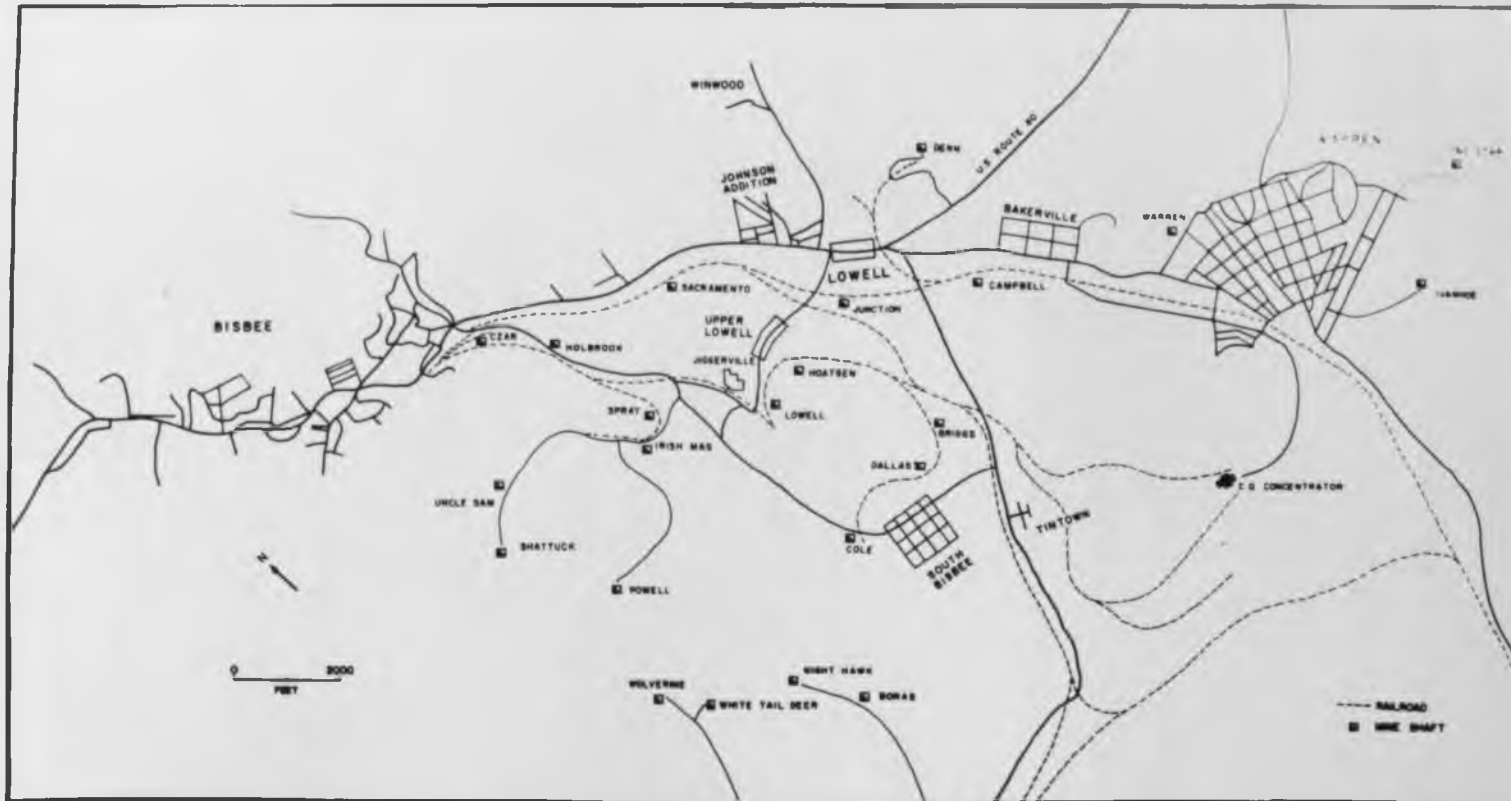 WINWOOD
DENN
U.S. ROUTE 80
WARREN
JOHNSON
ADDITION
BAKERVILLE
WARREN
LOWELL
SACRAMENTO
CAMPBELL
IVANHOE
JUNCTION
BISBEE
UPPER
LOWELL
CZAR
HOLBROOK
JIGGERVILLE
HOATSEN
SPRAY
LOWELL
BRIGGS
IRISH MAG
DALLAS
UNCLE SAM
C.Q. CONCENTRATOR
TINTOWN
SHATTUCK
COLE
SOUTH
BISBEE
N
POWELL
0 2000
FEET
NIGHT HAWK
WOLVERINE
WHITE TAIL DEER
BORAS
RAILROAD
MINE SHAFT